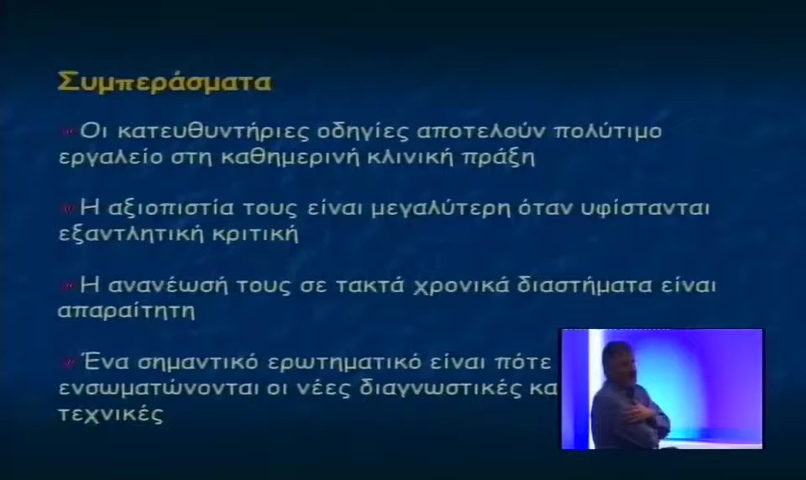 Συμπεράσματα
Οι κατευθυντήριες οδηγίες αποτελούν πολύτιμο
εργαλείο στη καθημερινή κλινική πράξη
Η αξιοπιστία τους είναι μεγαλύτερη όταν υφίστανται
εξαντλητική κριτική
Η ανανέωσή τους σε τακτά χρονικά διαστήματα είναι
απαραίτητη
Ένα σημαντικό ερωτηματικό είναι πότε
ενσωματώνονται οι νέες διαγνωστικές
τεχνικές